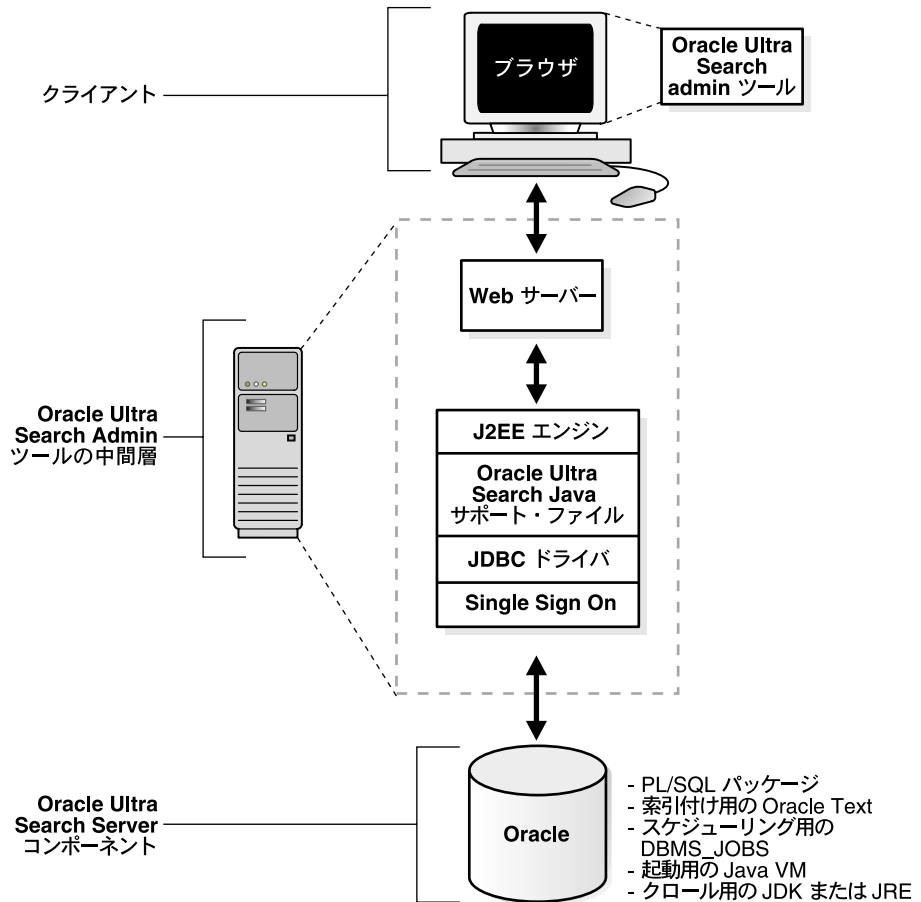 クライアント
ブラウザ
Oracle Ultra
Search
admin ツール
Web サーバー
Oracle Ultra
Search Admin
ツールの中間層
J2EE エンジン
Oracle Ultra
Search Java
サポート・ファイル
JDBC ドライバ
Single Sign On
Oracle Ultra
Search Server
コンポーネント
Oracle
- PL/SQL パッケージ
- 索引付け用の Oracle Text
- スケジューリング用の
DBMS_JOBS
- 起動用の Java VM
- クロール用の JDK または JRE